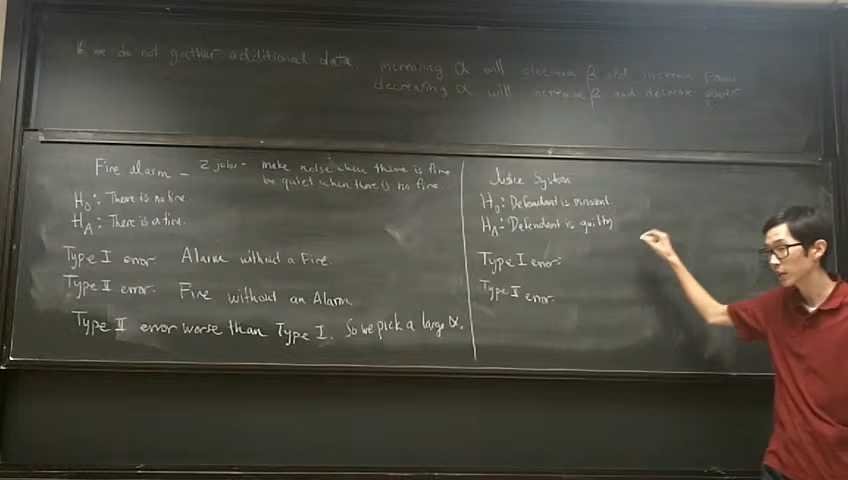 If we do not gather additional data, increasing α will decrease β and increase power
decreasing α will increase β and decrease power
Fire alarm - 2 jobs - make noise when there is fire
be quiet when there is no fire.
H₀: There is no fire.
H_A: There is a fire.
Type I error: Alarm without a Fire.
Type II error: Fire without an Alarm
Type II error worse than Type I. So we pick a large α.
Justice System
H₀: Defendant is innocent.
H_A: Defendant is guilty
Type I error:
Type II error: